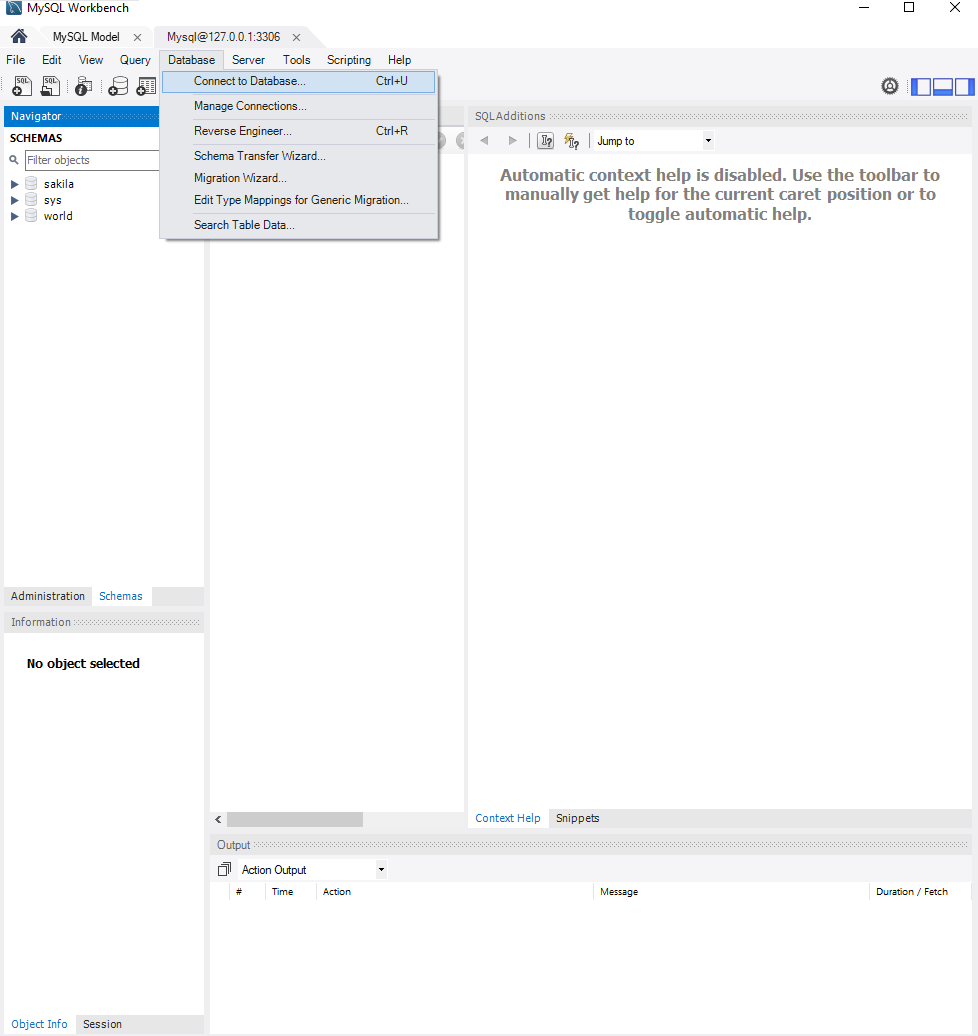 MySQL Workbench
MySQL Model
Mysql@127.0.0.1:3306
File Edit View Query Database Server Tools Scripting Help
Connect to Database... Ctrl+U
Manage Connections...
Reverse Engineer... Ctrl+R
Schema Transfer Wizard...
Migration Wizard...
Edit Type Mappings for Generic Migration...
Search Table Data...
Navigator
SCHEMAS
Filter objects
sakila
sys
world
Administration Schemas
Information
No object selected
Object Info Session
SQLAdditions
Jump to
Automatic context help is disabled. Use the toolbar to
manually get help for the current caret position or to
toggle automatic help.
Context Help Snippets
Output
Action Output
# Time Action Message Duration / Fetch